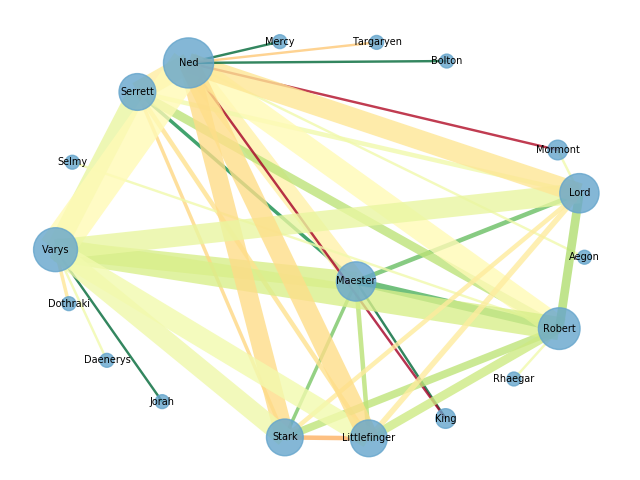 Mercy
Targaryen
Bolton
Ned
Serrett
Mormont
Selmy
Lord
Varys
Aegon
Maester
Dothraki
Robert
Daenerys
Rhaegar
Jorah
King
Stark
Littlefinger